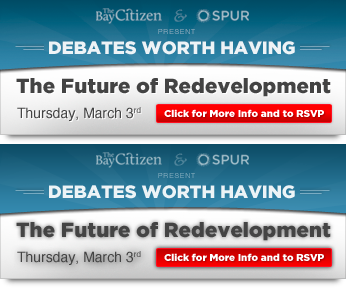 The Bay Citizen & SPUR
PRESENT
DEBATES WORTH HAVING
The Future of Redevelopment
Thursday, March 3rd
Click for More Info and to RSVP
The Bay Citizen & SPUR
PRESENT
DEBATES WORTH HAVING
The Future of Redevelopment
Thursday, March 3rd
Click for More Info and to RSVP